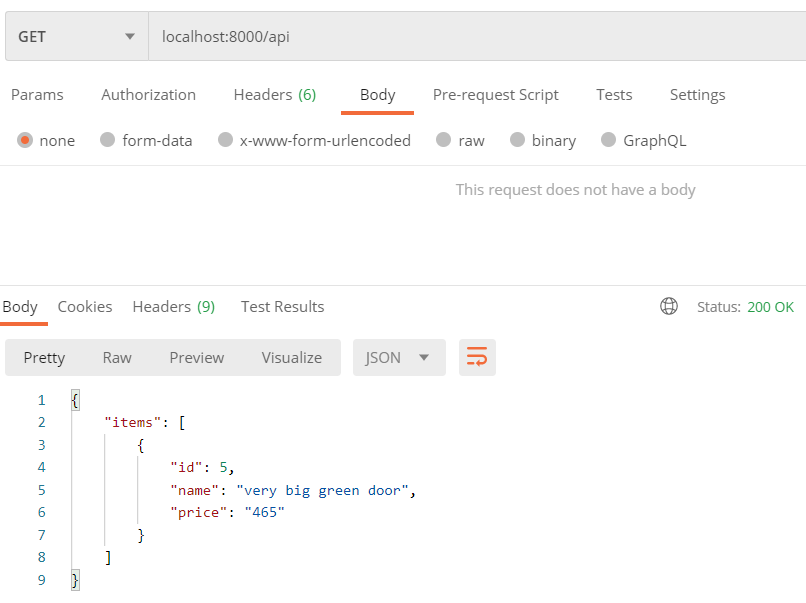 GET localhost:8000/api
Params Authorization Headers (6) Body Pre-request Script Tests Settings
none form-data x-www-form-urlencoded raw binary GraphQL
This request does not have a body
Body Cookies Headers (9) Test Results Status: 200 OK
Pretty Raw Preview Visualize JSON
1 {
2 "items": [
3 {
4 "id": 5,
5 "name": "very big green door",
6 "price": "465"
7 }
8 ]
9 }